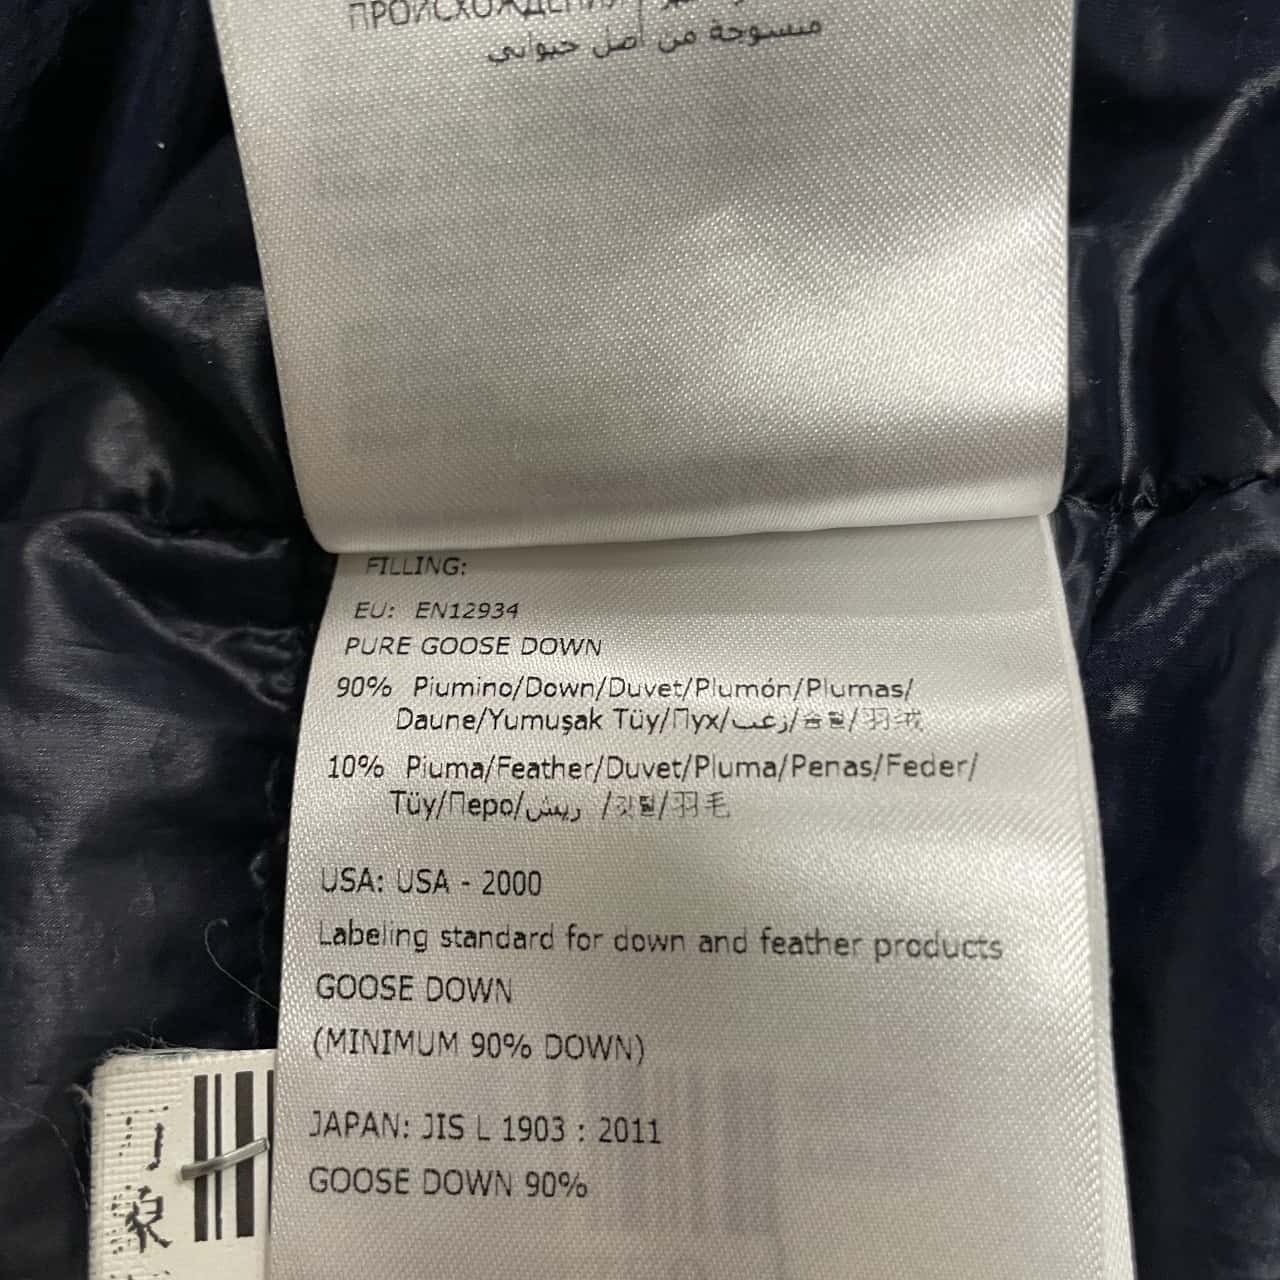 ПРОИСХОЖДЕНИЯ
منسوجة من أصل حيواني
FILLING:
EU: EN12934
PURE GOOSE DOWN
90% Piumino/Down/Duvet/Plumón/Plumas/
Daune/Yumuşak Tüy/Пух/زغب/솜털/羽绒
10% Piuma/Feather/Duvet/Pluma/Penas/Feder/
Tüy/Перо/ريش /깃털/羽毛
USA: USA - 2000
Labeling standard for down and feather products
GOOSE DOWN
(MINIMUM 90% DOWN)
JAPAN: JIS L 1903 : 2011
GOOSE DOWN 90%